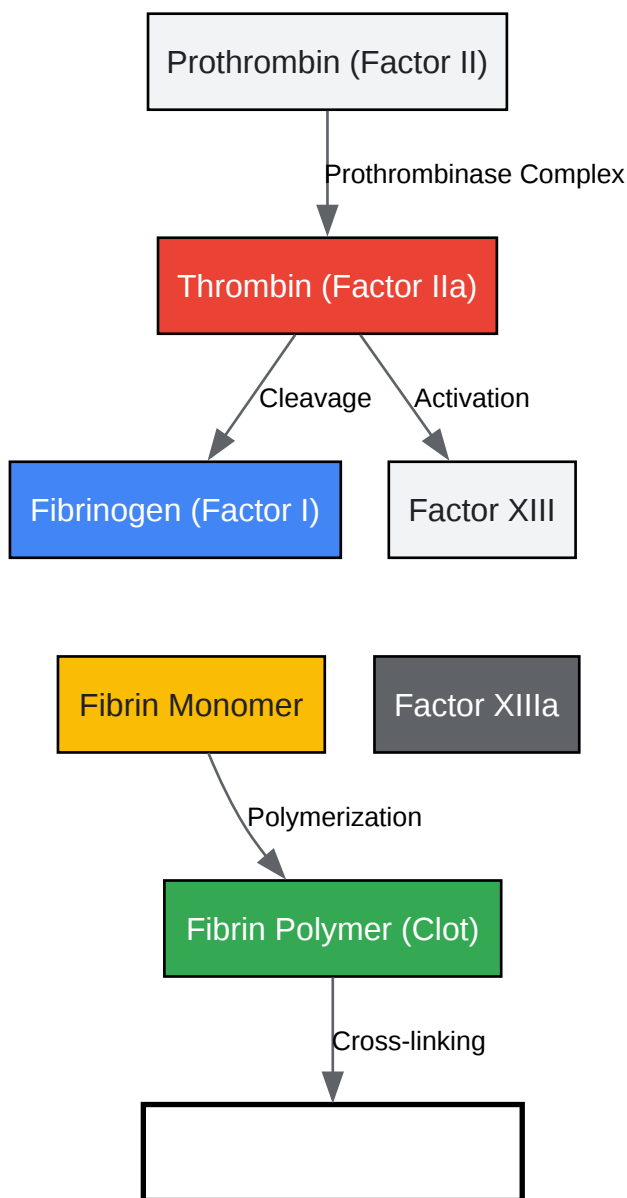 Prothrombin (Factor II)
Prothrombinase Complex
Thrombin (Factor IIa)
Cleavage
Activation
Fibrinogen (Factor I)
Factor XIII
Fibrin Monomer
Factor XIIIa
Polymerization
Fibrin Polymer (Clot)
Cross-linking